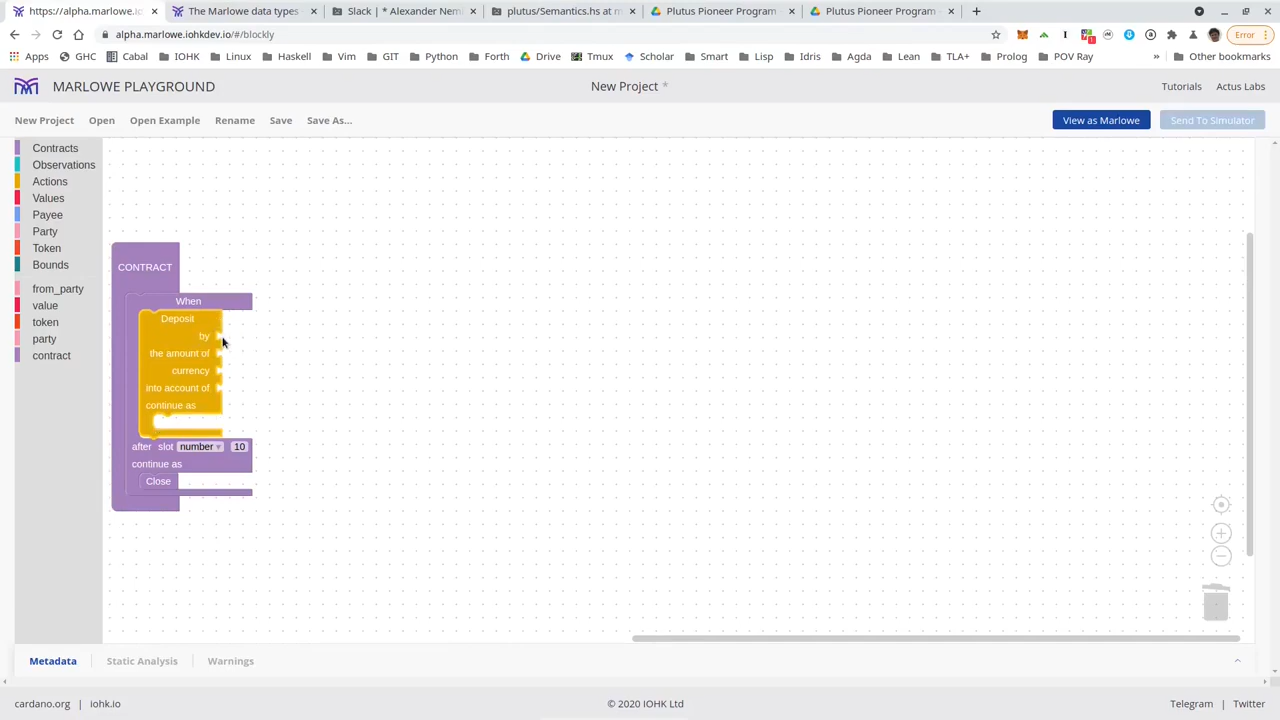 https://alpha.marlowe.io
The Marlowe data types
Slack | * Alexander Nem
plutus/Semantics.hs at m
Plutus Pioneer Program
Plutus Pioneer Program
alpha.marlowe.iohkdev.io/#/blockly
Error
Apps
GHC
Cabal
IOHK
Linux
Haskell
Vim
GIT
Python
Forth
Drive
Tmux
Scholar
Smart
Lisp
Idris
Agda
Lean
TLA+
Prolog
POV Ray
»
Other bookmarks
MARLOWE PLAYGROUND
New Project *
Tutorials
Actus Labs
New Project
Open
Open Example
Rename
Save
Save As...
View as Marlowe
Send To Simulator
Contracts
Observations
Actions
Values
Payee
Party
Token
Bounds
from_party
value
token
party
contract
CONTRACT
When
Deposit
by
the amount of
currency
into account of
continue as
after slot number 10
continue as
Close
Metadata
Static Analysis
Warnings
cardano.org | iohk.io
© 2020 IOHK Ltd
Telegram | Twitter